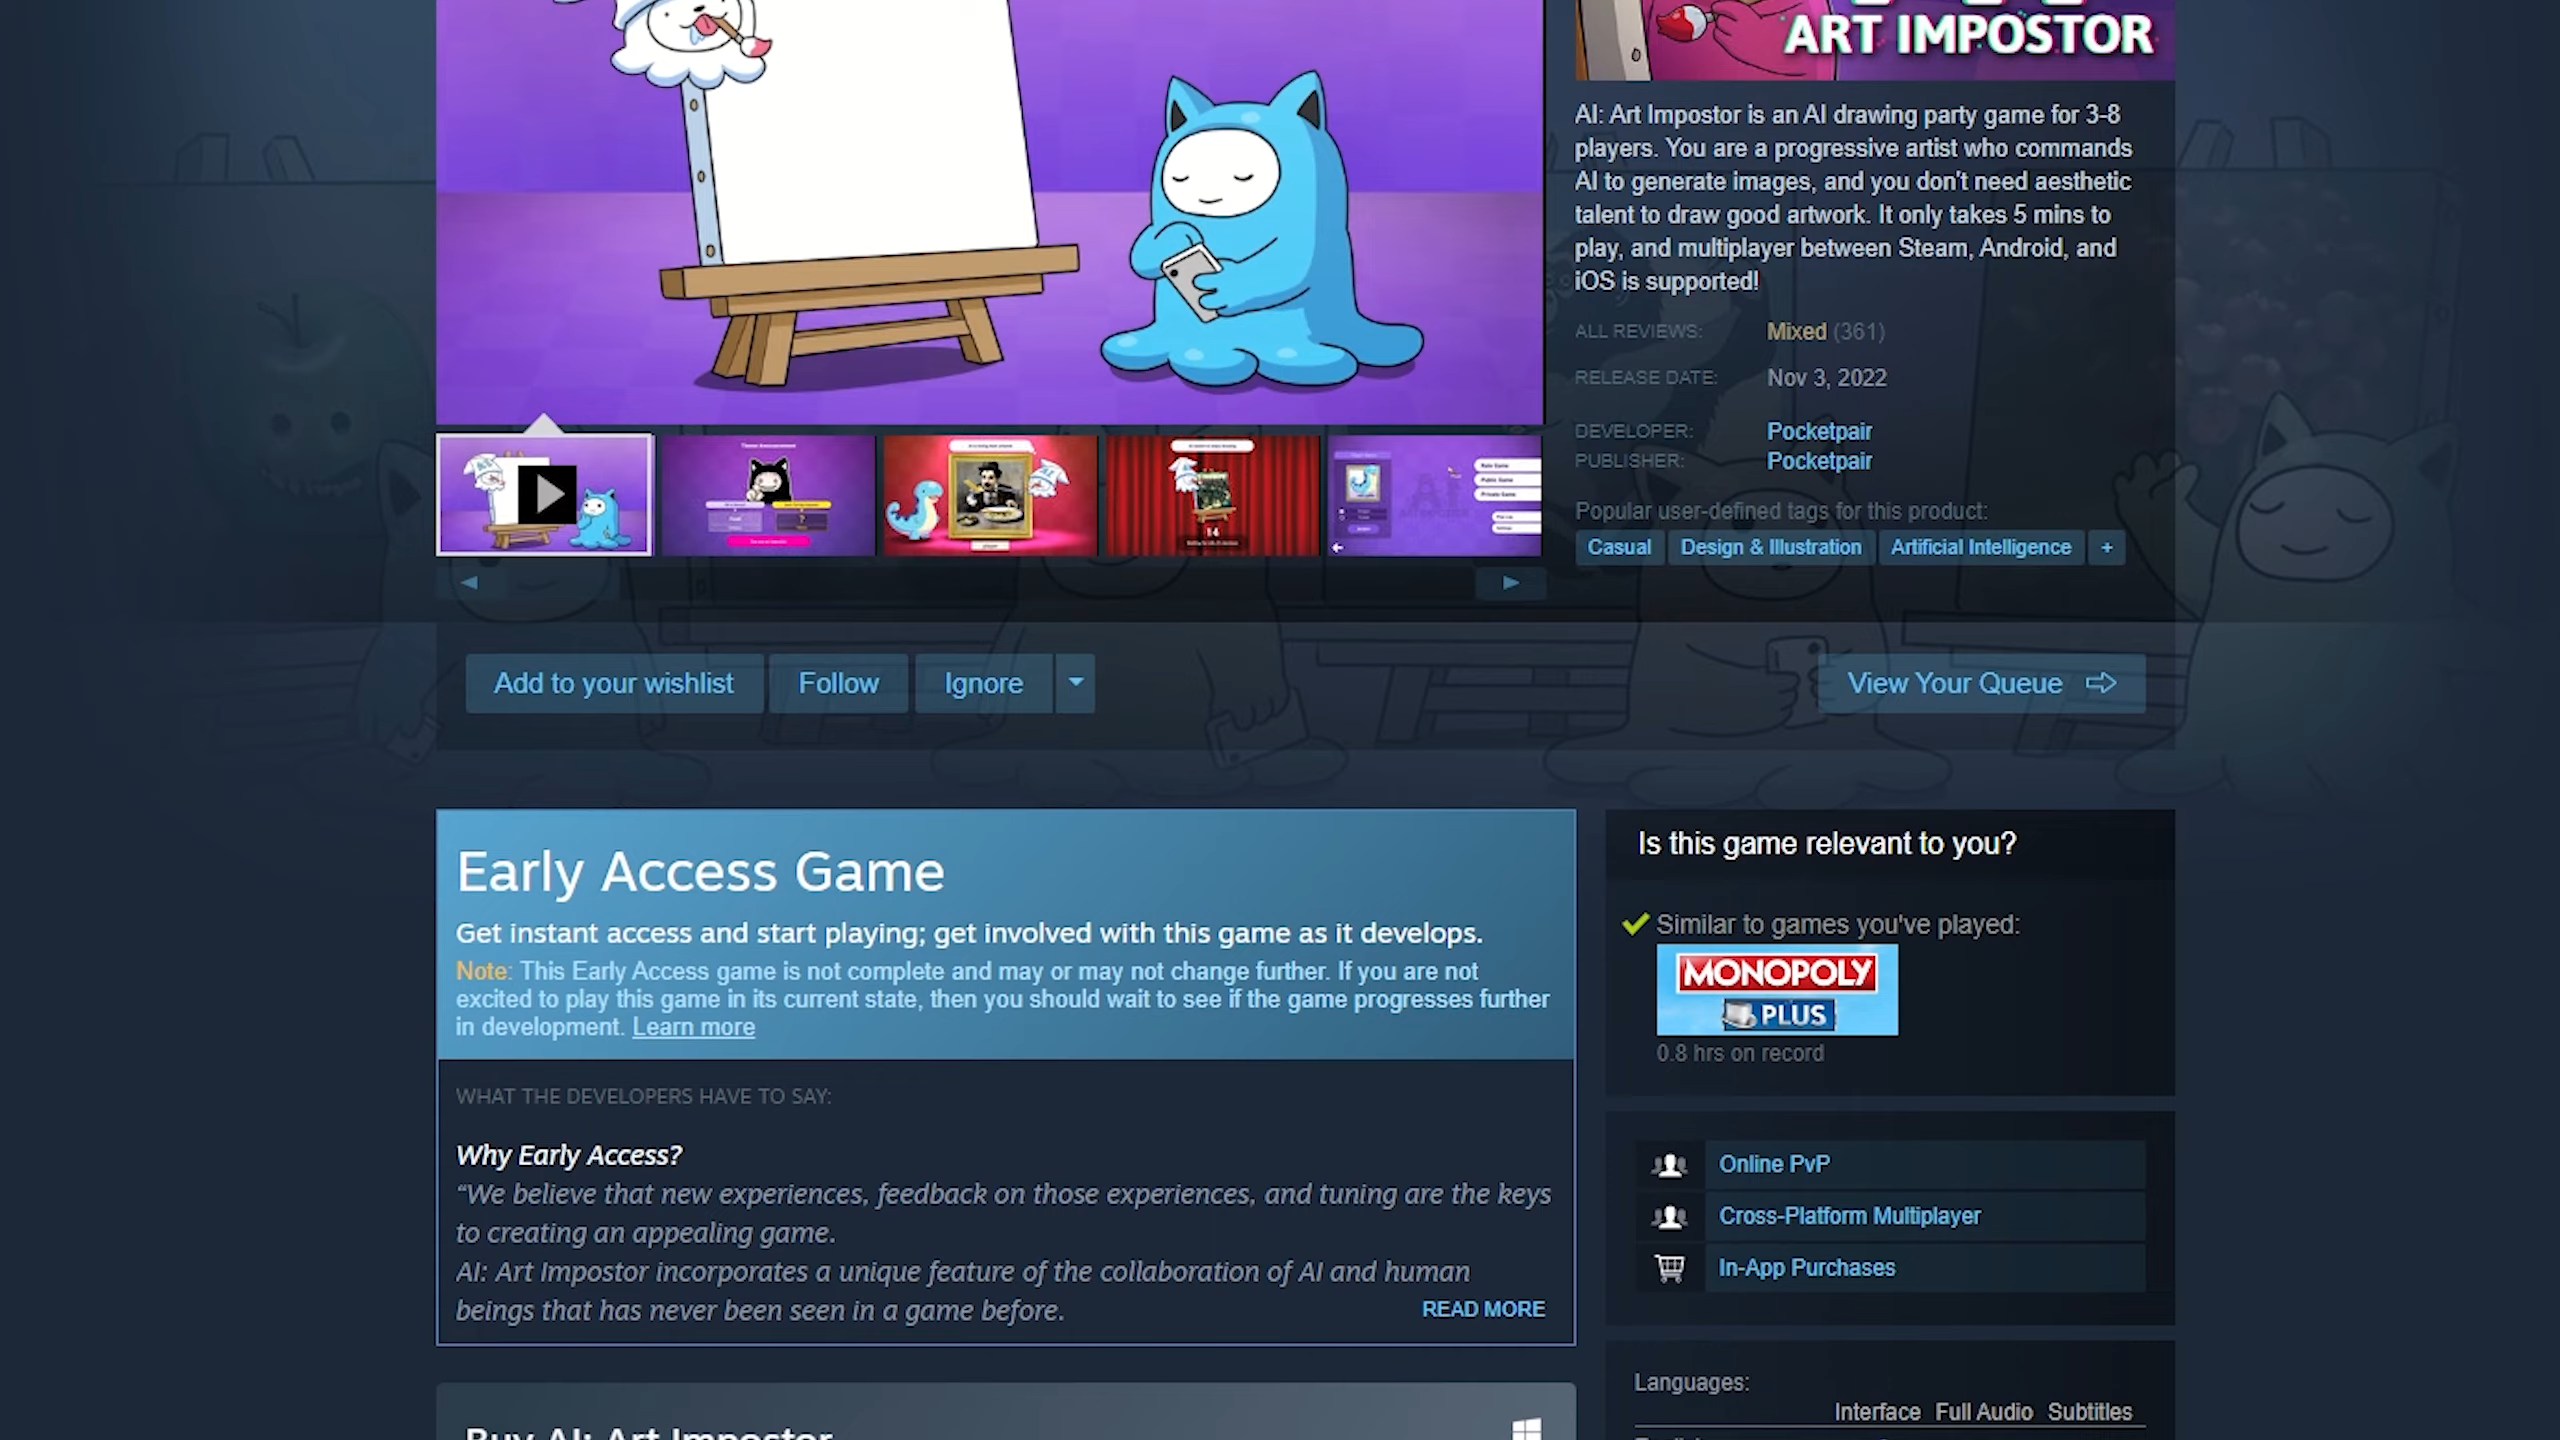 ART IMPOSTOR
AI: Art Impostor is an AI drawing party game for 3-8
players. You are a progressive artist who commands
AI to generate images, and you don't need aesthetic
talent to draw good artwork. It only takes 5 mins to
play, and multiplayer between Steam, Android, and
iOS is supported!
ALL REVIEWS: Mixed (361)
RELEASE DATE: Nov 3, 2022
DEVELOPER: Pocketpair
PUBLISHER: Pocketpair
Popular user-defined tags for this product:
Casual Design & Illustration Artificial Intelligence +
14
Add to your wishlist Follow Ignore View Your Queue
Early Access Game
Get instant access and start playing; get involved with this game as it develops.
Note: This Early Access game is not complete and may or may not change further. If you are not
excited to play this game in its current state, then you should wait to see if the game progresses further
in development. Learn more
WHAT THE DEVELOPERS HAVE TO SAY:
Why Early Access?
“We believe that new experiences, feedback on those experiences, and tuning are the keys
to creating an appealing game.
AI: Art Impostor incorporates a unique feature of the collaboration of AI and human
beings that has never been seen in a game before.
READ MORE
Buy AI: Art Impostor
Is this game relevant to you?
Similar to games you've played:
MONOPOLY
PLUS
0.8 hrs on record
Online PvP
Cross-Platform Multiplayer
In-App Purchases
Languages:
Interface Full Audio Subtitles